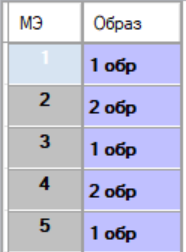 МЭ Образ
1 1 обр
2 2 обр
3 1 обр
4 2 обр
5 1 обр